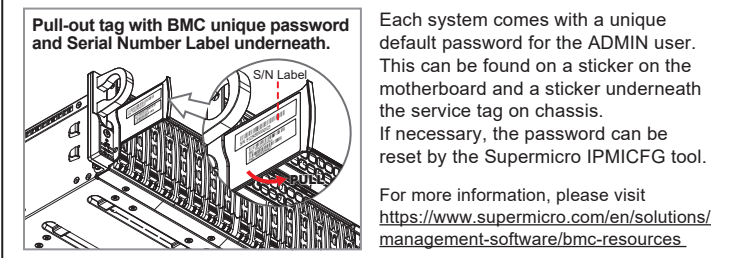 Pull-out tag with BMC unique password
and Serial Number Label underneath.
S/N Label
PULL
Each system comes with a unique
default password for the ADMIN user.
This can be found on a sticker on the
motherboard and a sticker underneath
the service tag on chassis.
If necessary, the password can be
reset by the Supermicro IPMICFG tool.
For more information, please visit
https://www.supermicro.com/en/solutions/
management-software/bmc-resources